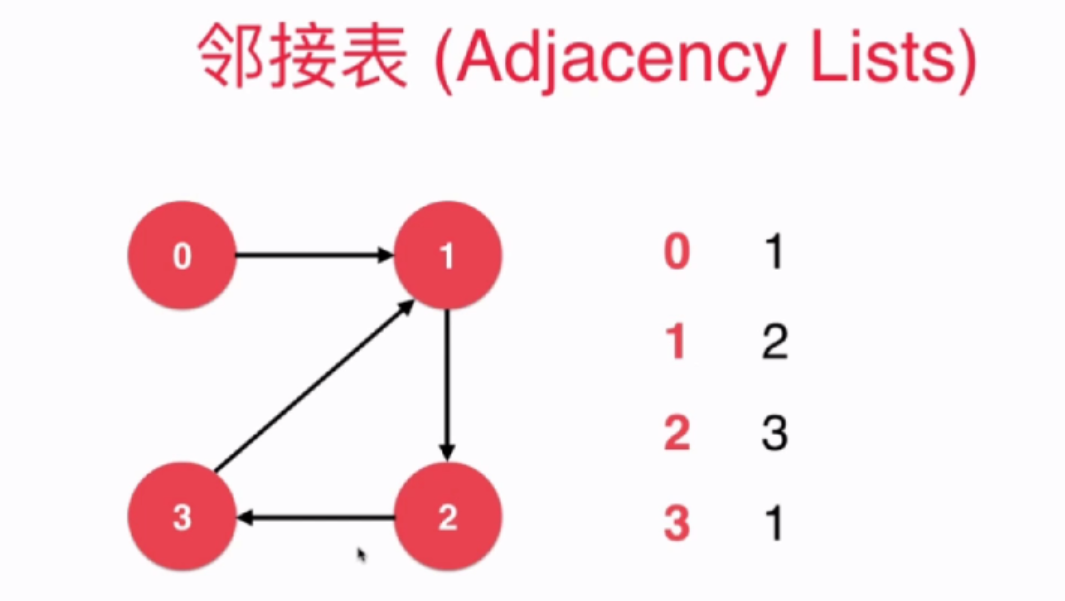 邻接表 (Adjacency Lists)
0 1 0 1
1 2
2 3
3 2 3 1